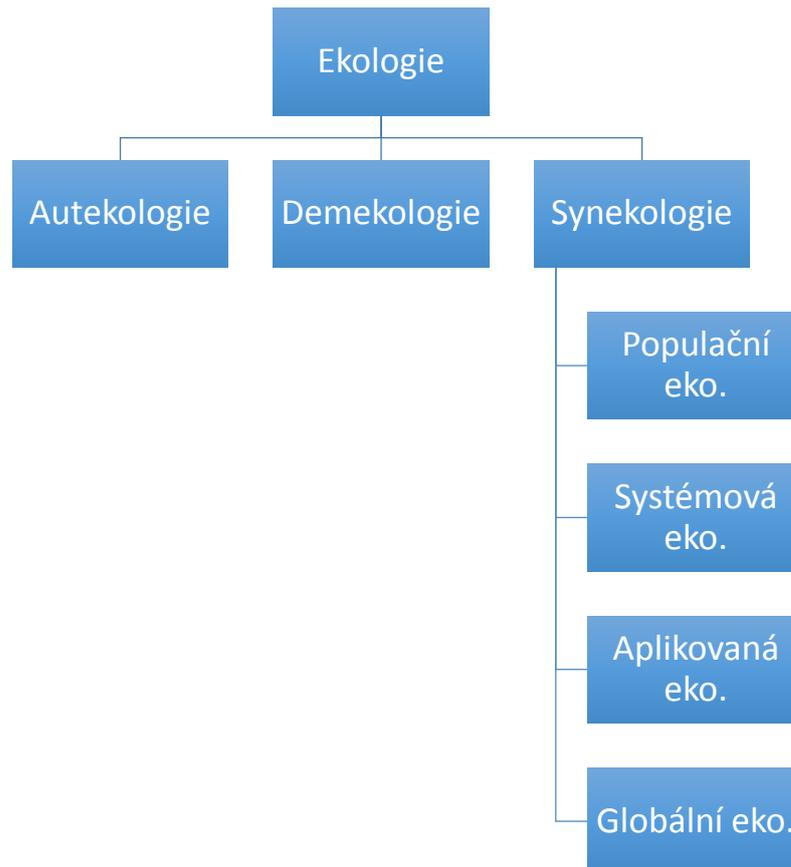 Ekologie
Autekologie
Demekologie
Synekologie
Populační
eko.
Systémová
eko.
Aplikovaná
eko.
Globální eko.